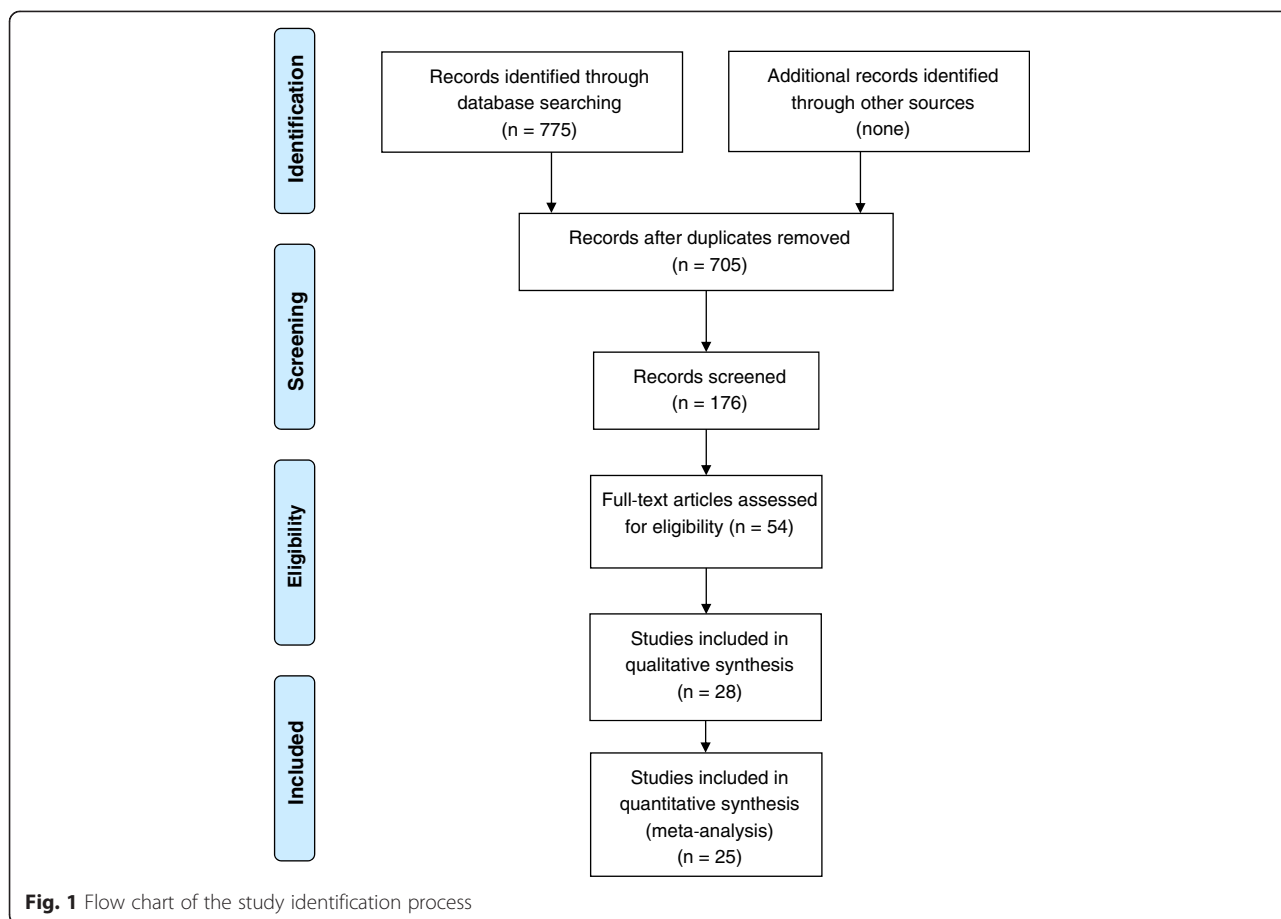 Identification
Records identified through
database searching
(n = 775)
Additional records identified
through other sources
(none)
Records after duplicates removed
(n = 705)
Screening
Records screened
(n = 176)
Eligibility
Full-text articles assessed
for eligibility (n = 54)
Studies included in
qualitative synthesis
(n = 28)
Included
Studies included in
quantitative synthesis
(meta-analysis)
(n = 25)
Fig. 1 Flow chart of the study identification process